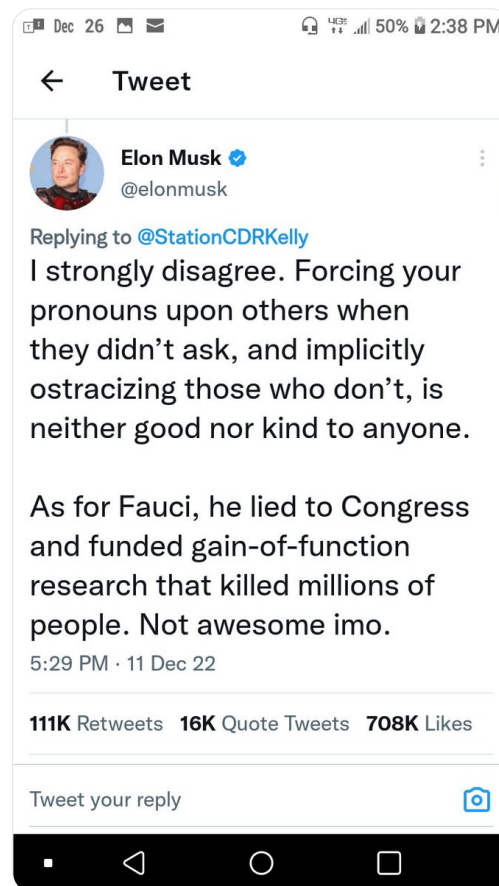 Dec 26 50% 2:38 PM
Tweet
Elon Musk
@elonmusk
Replying to @StationCDRKelly
I strongly disagree. Forcing your
pronouns upon others when
they didn’t ask, and implicitly
ostracizing those who don’t, is
neither good nor kind to anyone.
As for Fauci, he lied to Congress
and funded gain-of-function
research that killed millions of
people. Not awesome imo.
5:29 PM · 11 Dec 22
111K Retweets 16K Quote Tweets 708K Likes
Tweet your reply